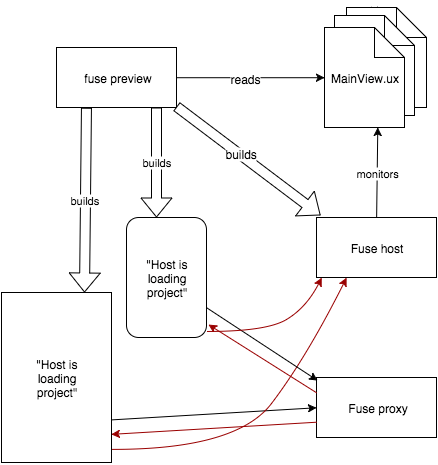 fuse preview
reads
MainView.ux
builds
builds
monitors
builds
Fuse host
"Host is
loading
project"
"Host is
loading
project"
Fuse proxy